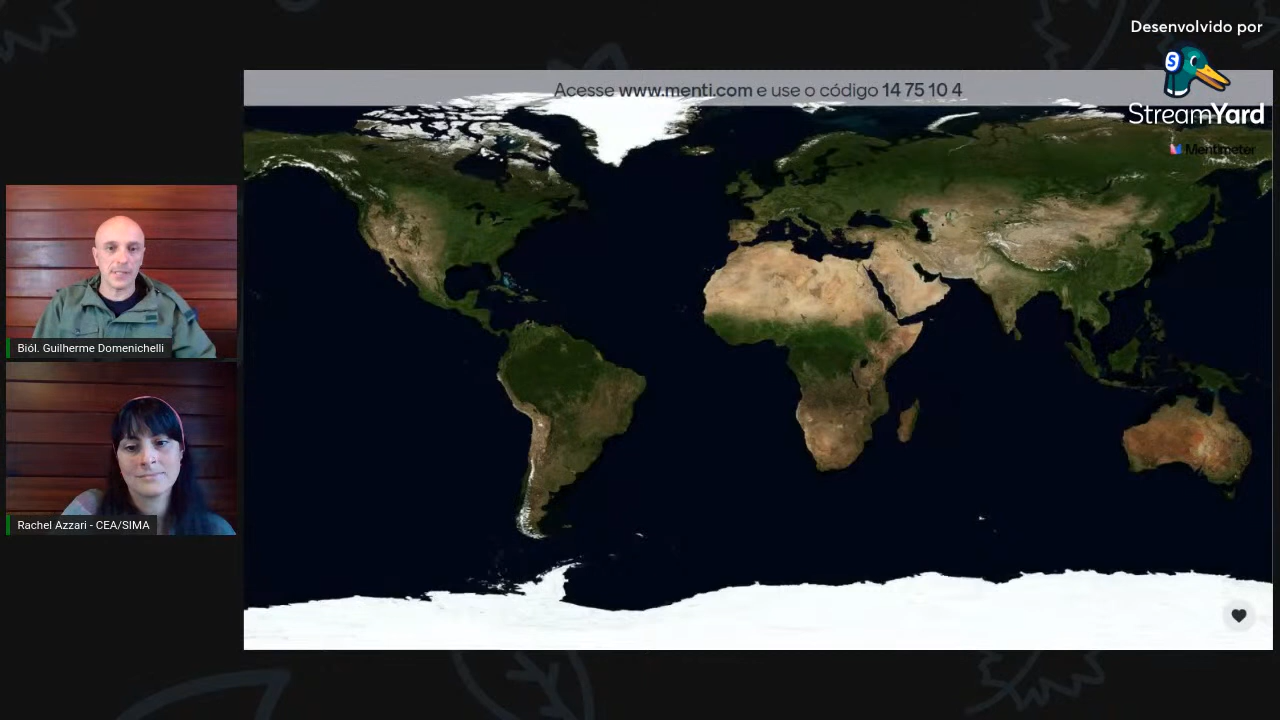 Desenvolvido por
StreamYard
Acesse www.menti.com e use o código 14 75 10 4
Mentimeter
Biól. Guilherme Domenichelli
Rachel Azzari - CEA/SIMA